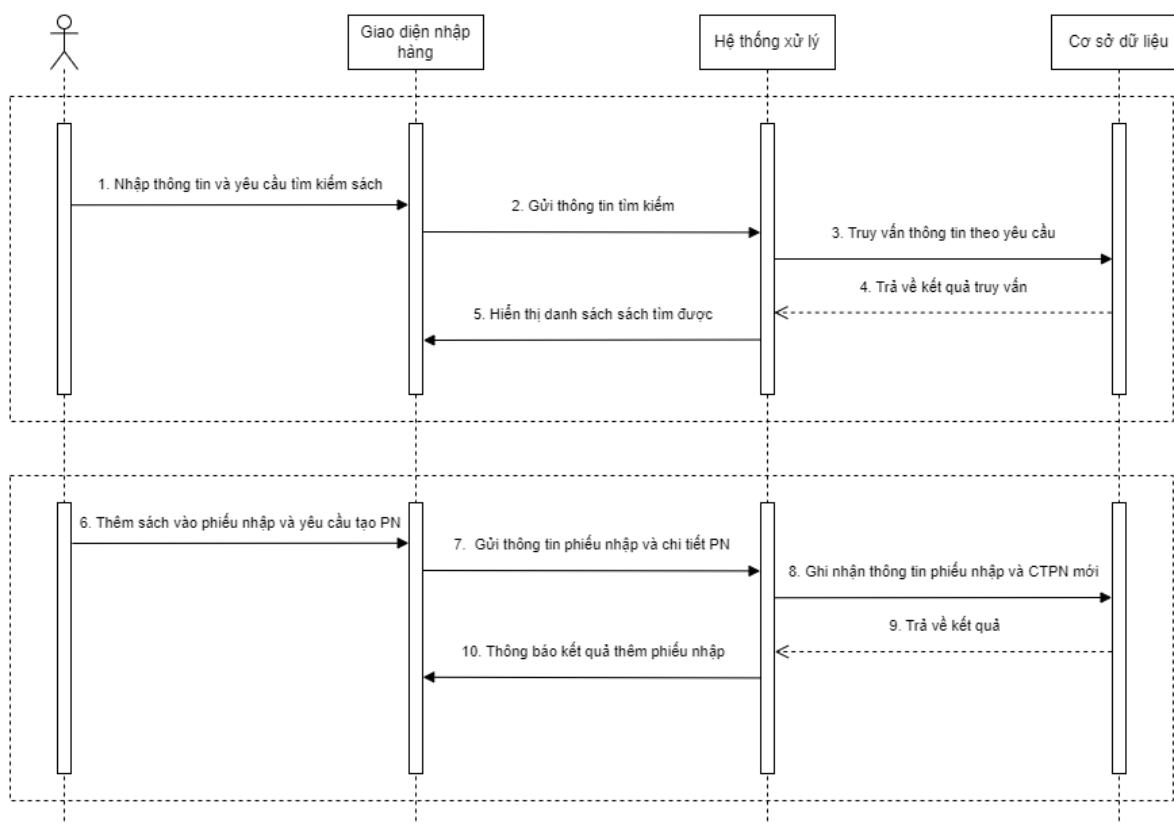 Giao diện nhập
hàng
Hệ thống xử lý
Cơ sở dữ liệu
1. Nhập thông tin và yêu cầu tìm kiếm sách
2. Gửi thông tin tìm kiếm
3. Truy vấn thông tin theo yêu cầu
4. Trả về kết quả truy vấn
5. Hiển thị danh sách sách tìm được
6. Thêm sách vào phiếu nhập và yêu cầu tạo PN
7. Gửi thông tin phiếu nhập và chi tiết PN
8. Ghi nhận thông tin phiếu nhập và CTPN mới
9. Trả về kết quả
10. Thông báo kết quả thêm phiếu nhập